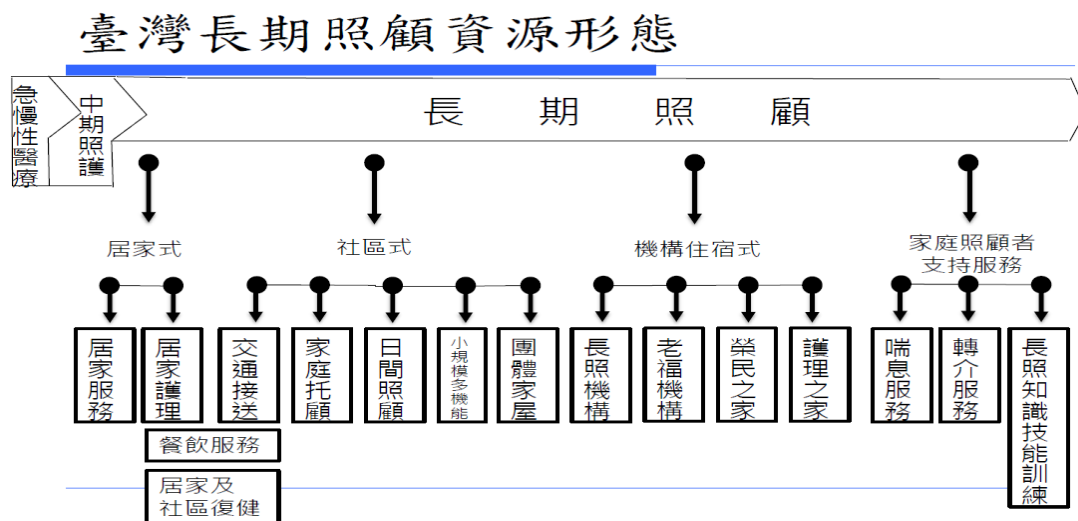 臺灣長期照顧資源形態
急慢性醫療
中期照護
長期照顧
居家式
社區式
機構住宿式
家庭照顧者
支持服務
居家服務
居家護理
交通接送
家庭托顧
日間照顧
小規模多機能
團體家屋
長照機構
老福機構
榮民之家
護理之家
喘息服務
轉介服務
長照知識技能訓練
餐飲服務
居家及
社區復健